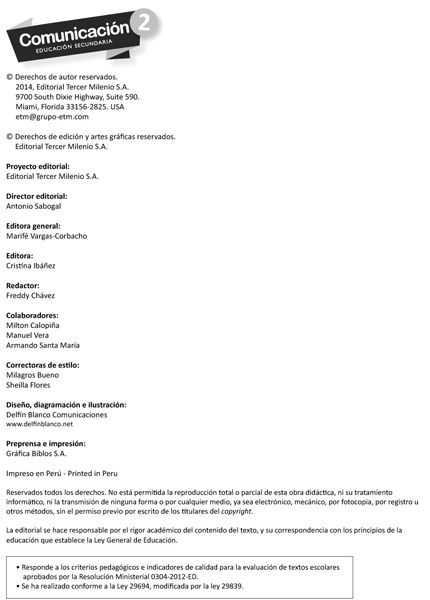 Comunicación 2
EDUCACIÓN SECUNDARIA
© Derechos de autor reservados.
2014, Editorial Tercer Milenio S.A.
9700 South Dixie Highway, Suite 590.
Miami, Florida 33156-2825. USA
etm@grupo-etm.com
© Derechos de edición y artes gráficas reservados.
Editorial Tercer Milenio S.A.
Proyecto editorial:
Editorial Tercer Milenio S.A.
Director editorial:
Antonio Sabogal
Editora general:
Marifé Vargas-Corbacho
Editora:
Cristina Ibáñez
Redactor:
Freddy Chávez
Colaboradores:
Milton Calopiña
Manuel Vera
Armando Santa María
Correctoras de estilo:
Milagros Bueno
Sheilla Flores
Diseño, diagramación e ilustración:
Delfín Blanco Comunicaciones
www.delfinblanco.net
Preprensa e impresión:
Gráfica Biblos S.A.
Impreso en Perú - Printed in Peru
Reservados todos los derechos. No está permitida la reproducción total o parcial de esta obra didáctica, ni su tratamiento
informático, ni la transmisión de ninguna forma o por cualquier medio, ya sea electrónico, mecánico, por fotocopia, por registro u
otros métodos, sin el permiso previo por escrito de los titulares del copyright.
La editorial se hace responsable por el rigor académico del contenido del texto, y su correspondencia con los principios de la
educación que establece la Ley General de Educación.
• Responde a los criterios pedagógicos e indicadores de calidad para la evaluación de textos escolares
aprobados por la Resolución Ministerial 0304-2012-ED.
• Se ha realizado conforme a la Ley 29694, modificada por la ley 29839.